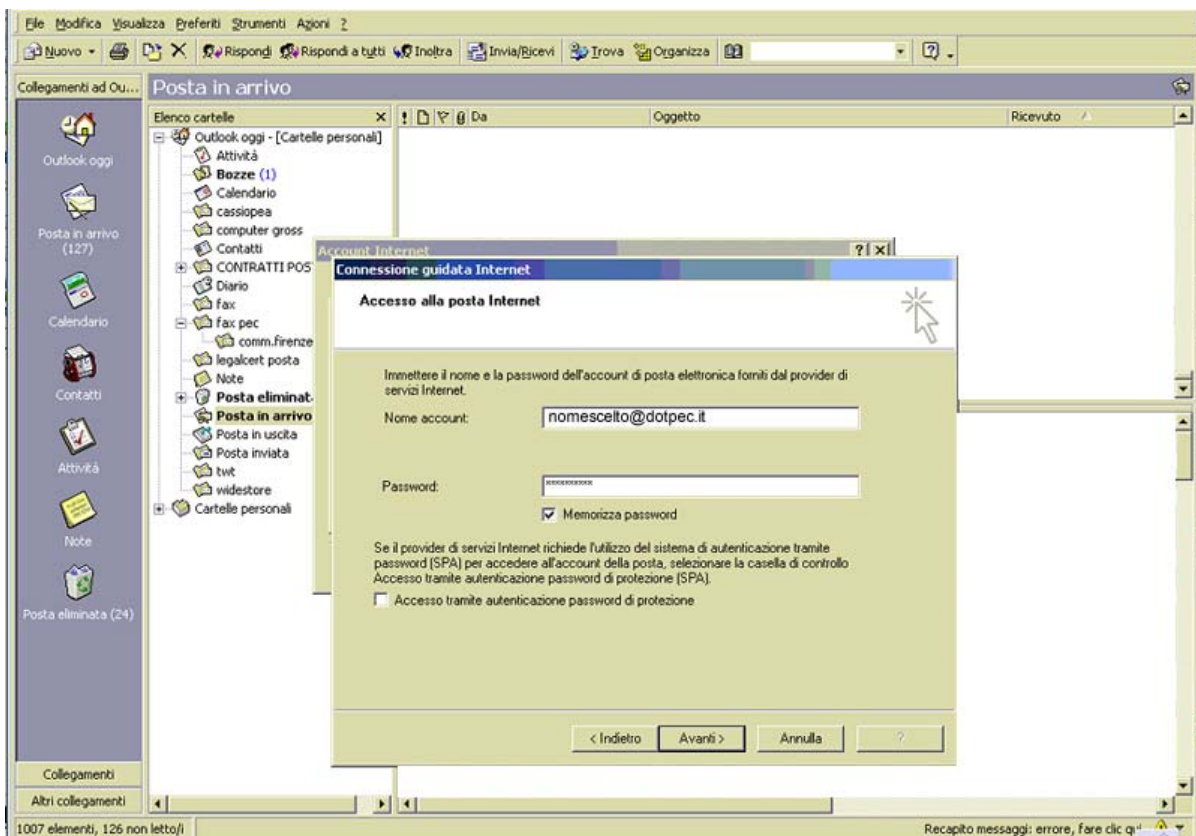 File Modifica Visualizza Preferiti Strumenti Azioni ?
Nuovo Rispondi Rispondi a tutti Inoltra Invia/Ricevi Trova Organizza
Collegamenti ad Ou...
Posta in arrivo
Outlook oggi
Posta in arrivo
(127)
Calendario
Contatti
Attività
Note
Posta eliminata (24)
Collegamenti
Altri collegamenti
Elenco cartelle
Outlook oggi - [Cartelle personali]
Attività
Bozze (1)
Calendario
cassiopea
computer gross
Contatti
CONTRATTI POS
Diario
fax
fax pec
comm.firenze
legalcert posta
Note
Posta eliminat
Posta in arrivo
Posta in uscita
Posta inviata
twt
widestore
Cartelle personali
Da Oggetto Ricevuto
Account Internet
Connessione guidata Internet
Accesso alla posta Internet
Immettere il nome e la password dell'account di posta elettronica forniti dal provider di
servizi Internet.
Nome account: nomescelto@dotpec.it
Password: **********
Memorizza password
Se il provider di servizi Internet richiede l'utilizzo del sistema di autenticazione tramite
password (SPA) per accedere all'account della posta, selezionare la casella di controllo
Accesso tramite autenticazione password di protezione (SPA).
Accesso tramite autenticazione password di protezione
< Indietro Avanti > Annulla ?
1007 elementi, 126 non letto/i
Recapito messaggi: errore, fare clic